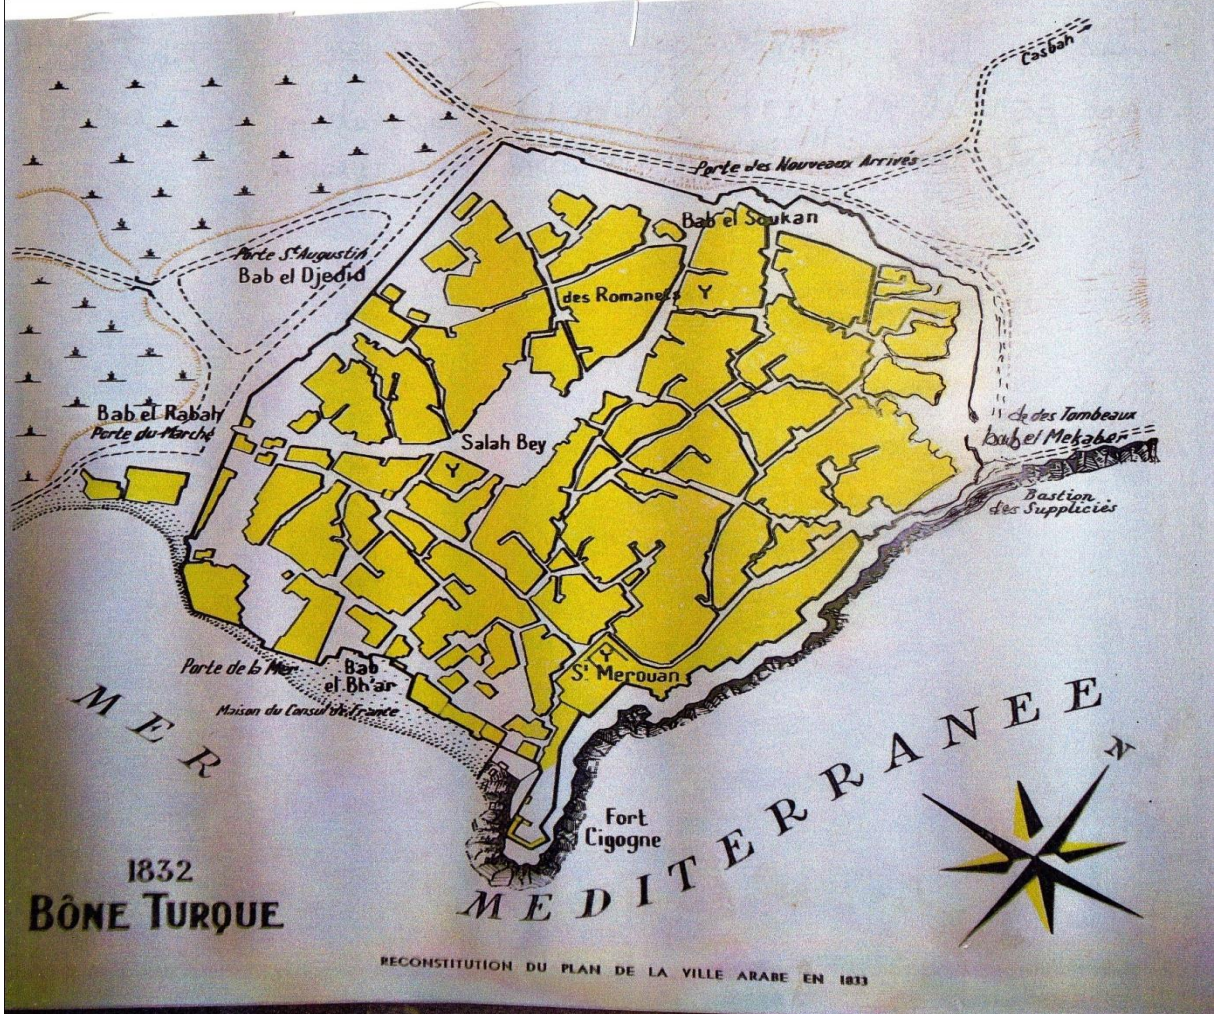 Casbah
Porte des Nouveaux Arrivés
Bab el Soukan
Porte St Augustin
Bab el Djedid
des Romanets
Bab el Rabah
Porte du Marché
Salah Bey
des Tombeaux
bab el Mekaber
Bastion
des Suppliciés
St Merouan
Porte de la Mer
Bab
el Bh'ar
Maison du Consul de France
MER
MEDITERRANEE
N
Fort
Cigogne
1832
BÔNE TURQUE
RECONSTITUTION DU PLAN DE LA VILLE ARABE EN 1833